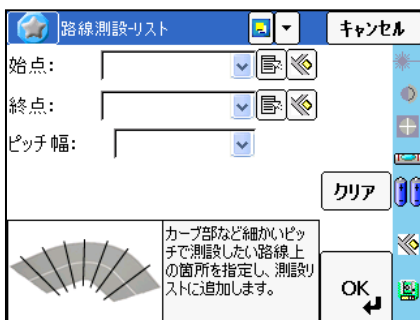 路線測設-リスト
キャンセル
始点:
終点:
ピッチ幅:
クリア
カーブ部など細かいピッ
チで測設したい路線上
の箇所を指定し、測設リ
ストに追加します。
OK